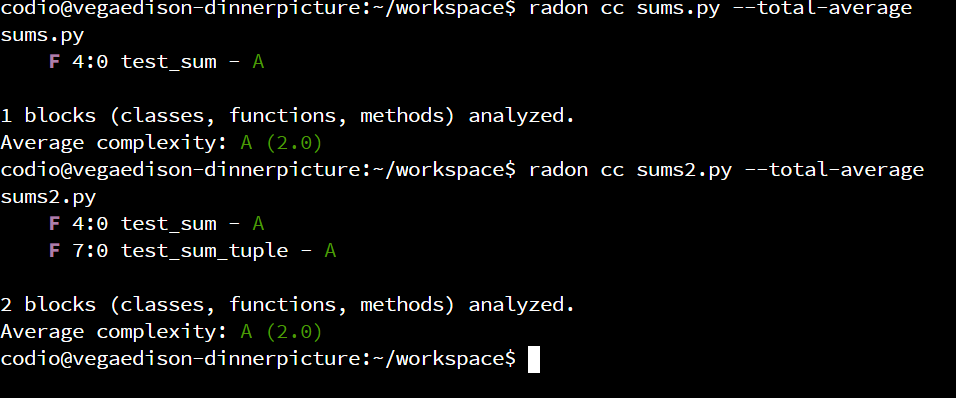 codio@vegaedison-dinnerpicture:~/workspace$ radon cc sums.py --total-average
sums.py
    F 4:0 test_sum - A
1 blocks (classes, functions, methods) analyzed.
Average complexity: A (2.0)
codio@vegaedison-dinnerpicture:~/workspace$ radon cc sums2.py --total-average
sums2.py
    F 4:0 test_sum - A
    F 7:0 test_sum_tuple - A
2 blocks (classes, functions, methods) analyzed.
Average complexity: A (2.0)
codio@vegaedison-dinnerpicture:~/workspace$